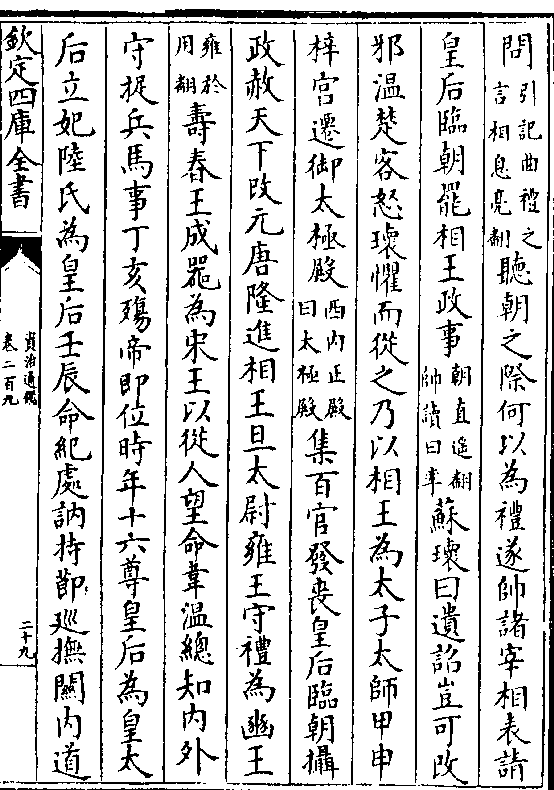 問引記曲禮之言相息亮翻聽朝之際何以為禮遂帥諸宰相表請
皇后臨朝罷相王政事朝直遥翻帥讀曰率蘇瓌曰遺詔豈可改
邪温楚客怒瓌懼而從之乃以相王為太子太師甲申
梓宫遷御太極殿西内正殿曰太極殿集百官發喪皇后臨朝攝
政赦天下改元唐隆進相王旦太尉雍王守禮為豳王
雍於用翻壽春王成器為宋王以從人望命韋温總知内外
守捉兵馬事丁亥殤帝即位時年十六尊皇后為皇太
后立妃陸氏為皇后壬辰命紀處訥持節巡撫關内道
欽定四庫全書
資治通鑑
卷二百九
二十九